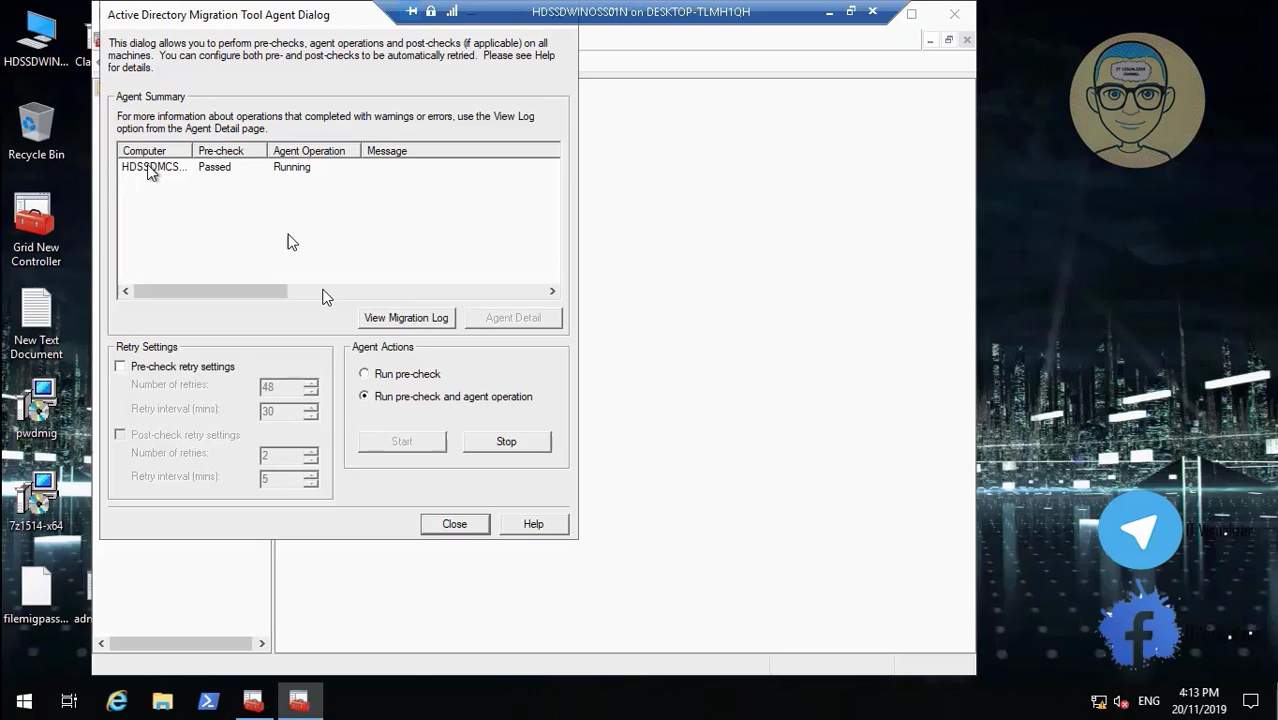 Active Directory Migration Tool Agent Dialog
HDSSDWINOSS01N on DESKTOP-TLMH1QH
This dialog allows you to perform pre-checks, agent operations and post-checks (if applicable) on all
machines. You can configure both pre- and post-checks to be automatically retried. Please see Help
for details.
Agent Summary
For more information about operations that completed with warnings or errors, use the View Log
option from the Agent Detail page.
Computer Pre-check Agent Operation Message
HDSSDMCS... Passed Running
View Migration Log Agent Detail
Retry Settings
Pre-check retry settings
Number of retries: 48
Retry interval (mins): 30
Post-check retry settings
Number of retries: 2
Retry interval (mins): 5
Agent Actions
Run pre-check
Run pre-check and agent operation
Start Stop
Close Help
HDSSDWIN...
Recycle Bin
Grid New
Controller
New Text
Document
pwdmig
7z1514-x64
filemigpass...
IT VISUALIZER
CHANNEL
ENG
4:13 PM
20/11/2019